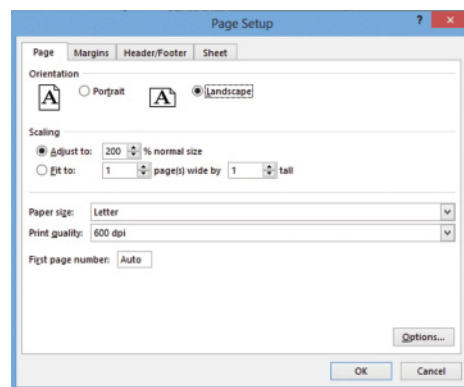 Page Setup ? ×
Page Margins Header/Footer Sheet
Orientation
A Portrait A Landscape
Scaling
Adjust to: 200 % normal size
Fit to: 1 page(s) wide by 1 tall
Paper size: Letter
Print quality: 600 dpi
First page number: Auto
Options...
OK Cancel